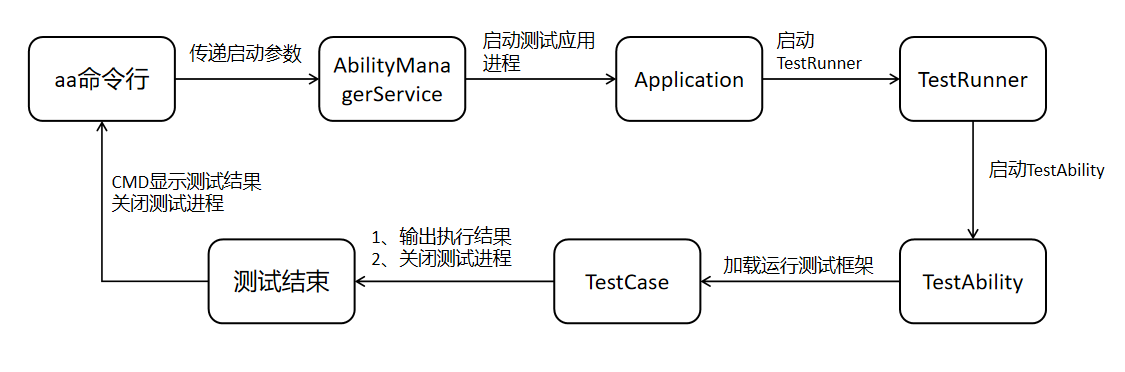 aa命令行
传递启动参数
AbilityMana
gerService
启动测试应用
进程
Application
启动
TestRunner
TestRunner
启动TestAbility
TestAbility
加载运行测试框架
TestCase
1、输出执行结果
2、关闭测试进程
测试结束
CMD显示测试结果
关闭测试进程